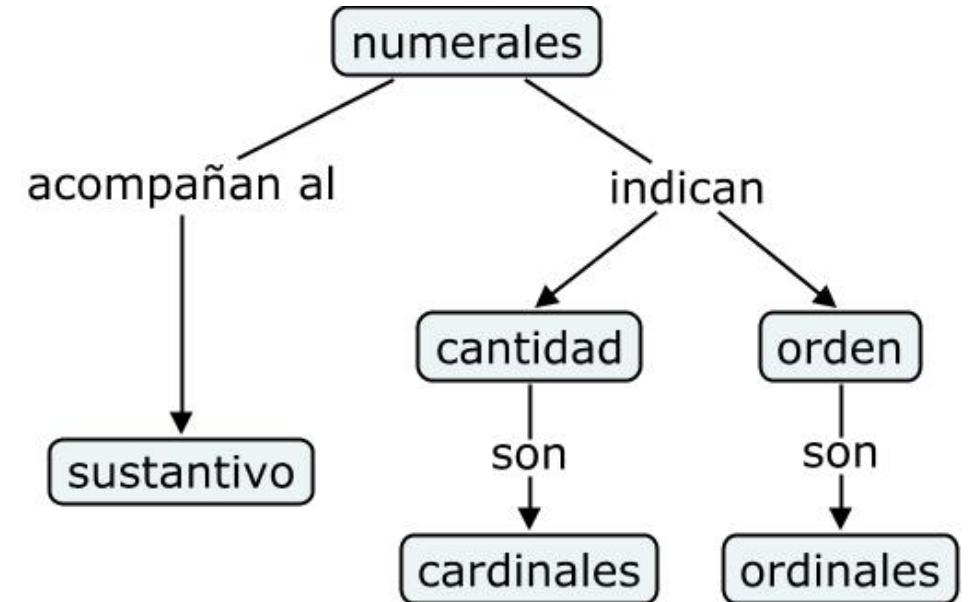 numerales
acompañan al
indican
cantidad
orden
sustantivo
son
son
cardinales
ordinales